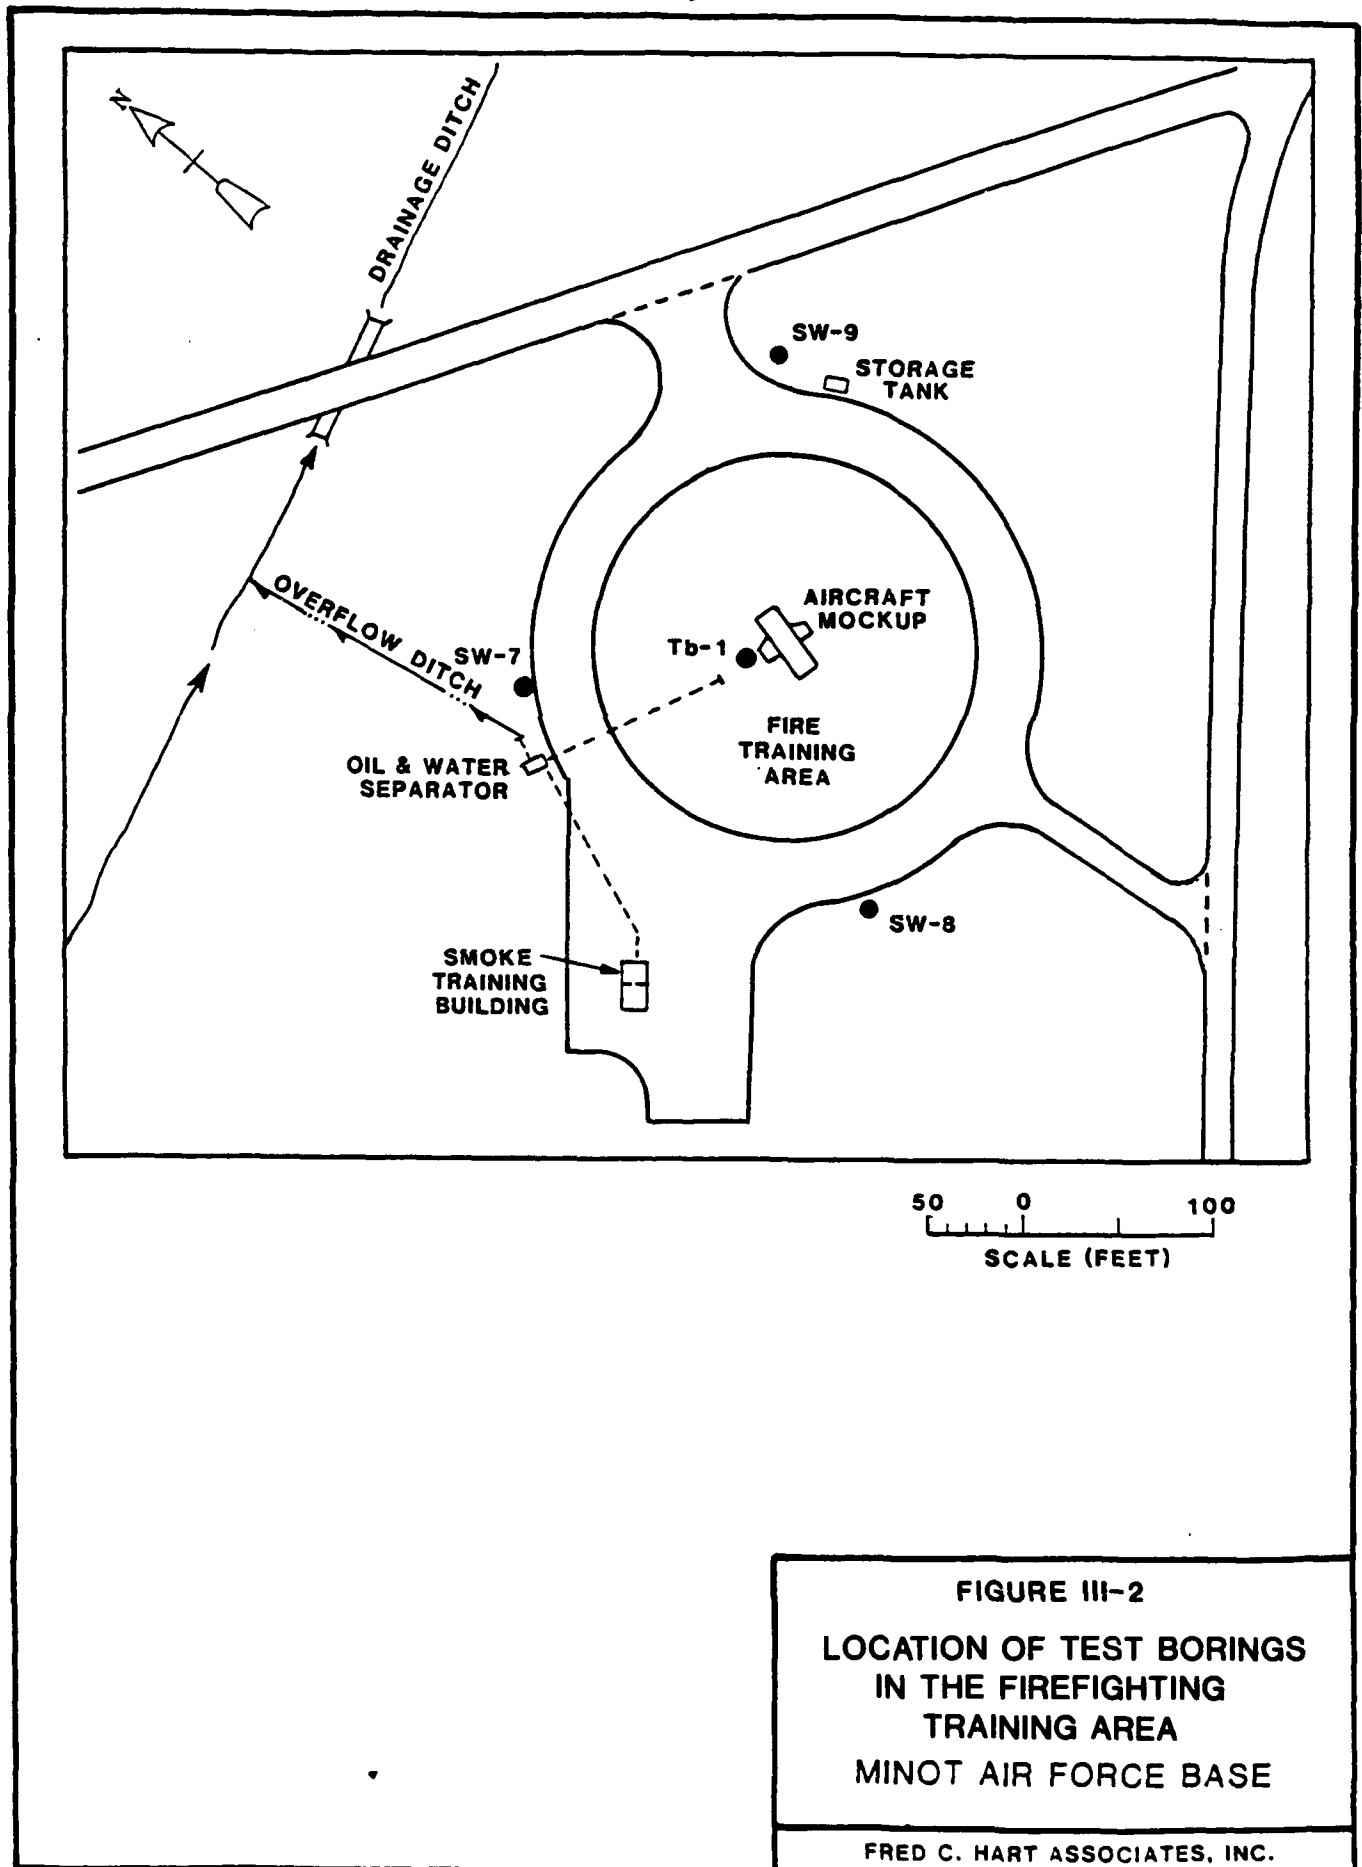 N
DRAINAGE DITCH
SW-9
STORAGE
TANK
OVERFLOW DITCH
SW-7
Tb-1
AIRCRAFT
MOCKUP
FIRE
TRAINING
AREA
OIL & WATER
SEPARATOR
SW-8
SMOKE
TRAINING
BUILDING
50 0 100
SCALE (FEET)
FIGURE III-2
LOCATION OF TEST BORINGS
IN THE FIREFIGHTING
TRAINING AREA
MINOT AIR FORCE BASE
FRED C. HART ASSOCIATES, INC.